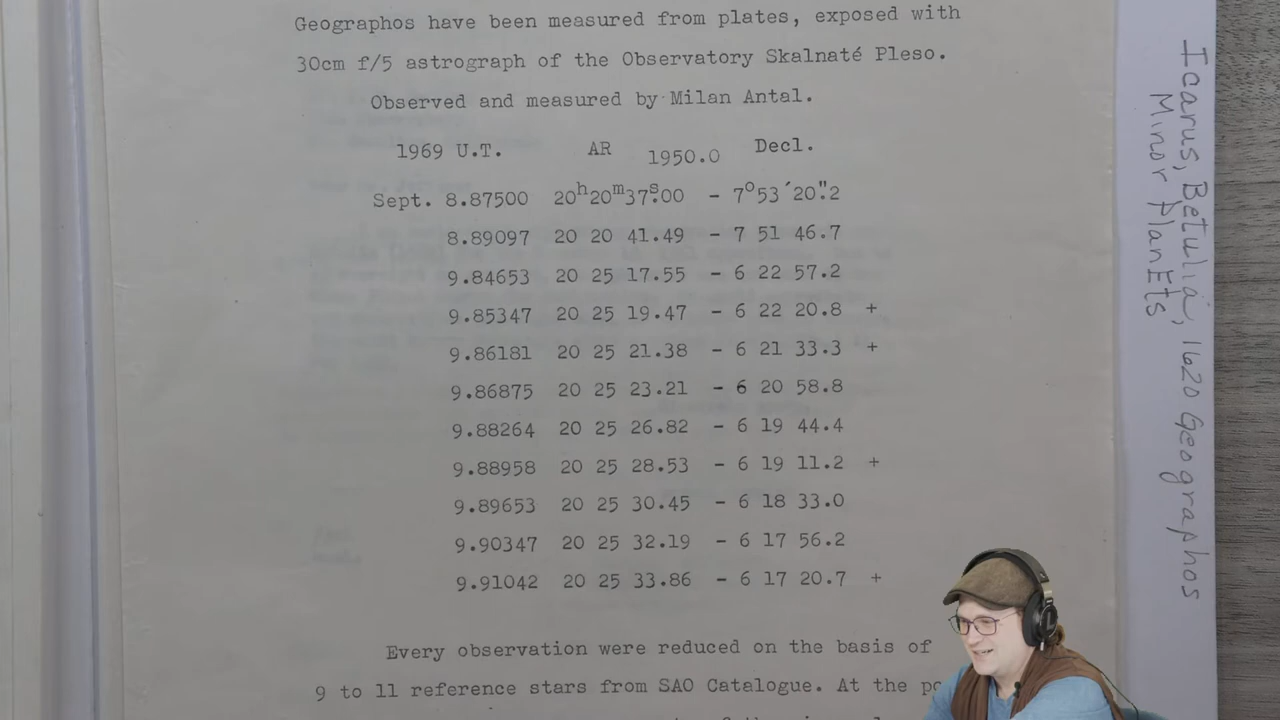 Geographos have been measured from plates, exposed with
30cm f/5 astrograph of the Observatory Skalnaté Pleso.
Observed and measured by Milan Antal.
1969 U.T. AR 1950.0 Decl.
Sept. 8.87500 20ʰ20ᵐ37ˢ.00 - 7°53´20".2
8.89097 20 20 41.49 - 7 51 46.7
9.84653 20 25 17.55 - 6 22 57.2
9.85347 20 25 19.47 - 6 22 20.8 +
9.86181 20 25 21.38 - 6 21 33.3 +
9.86875 20 25 23.21 - 6 20 58.8
9.88264 20 25 26.82 - 6 19 44.4
9.88958 20 25 28.53 - 6 19 11.2 +
9.89653 20 25 30.45 - 6 18 33.0
9.90347 20 25 32.19 - 6 17 56.2
9.91042 20 25 33.86 - 6 17 20.7 +
Every observation were reduced on the basis of
9 to 11 reference stars from SAO Catalogue. At the
Icarus, Betulia, 1620 Geographos
Minor PlanEts